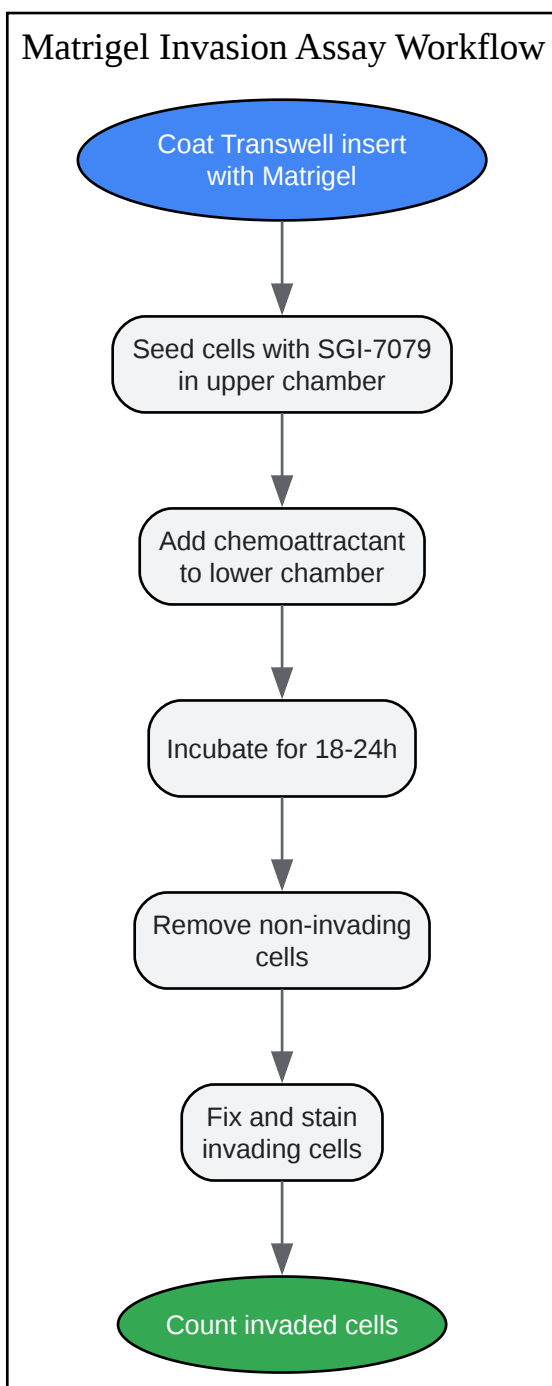 Matrigel Invasion Assay Workflow
Coat Transwell insert
with Matrigel
Seed cells with SGI-7079
in upper chamber
Add chemoattractant
to lower chamber
Incubate for 18-24h
Remove non-invading
cells
Fix and stain
invading cells
Count invaded cells